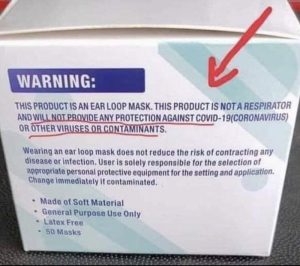 WARNING:
THIS PRODUCT IS AN EAR LOOP MASK. THIS PRODUCT IS NOT A RESPIRATOR
AND WILL NOT PROVIDE ANY PROTECTION AGAINST COVID-19(CORONAVIRUS)
OR OTHER VIRUSES OR CONTAMINANTS.
Wearing an ear loop mask does not reduce the risk of contracting any
disease or infection. User is solely responsible for the selection of
appropriate personal protective equipment for the setting and application.
Change immediately if contaminated.
• Made of Soft Material
• General Purpose Use Only
• Latex Free
• 50 Masks